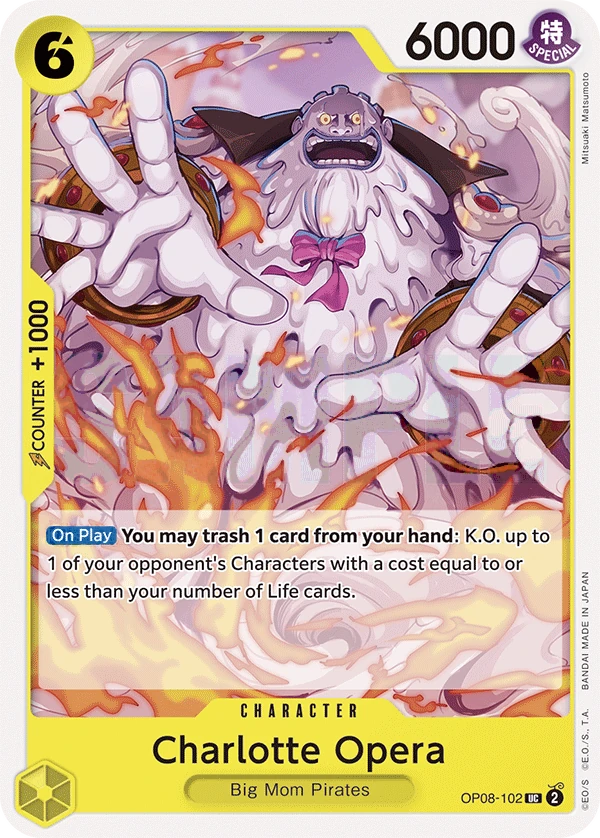 6
6000
特
SPECIAL
Mitsuaki Matsumoto
COUNTER +1000
SAMPLE
On Play You may trash 1 card from your hand: K.O. up to
1 of your opponent's Characters with a cost equal to or
less than your number of Life cards.
CHARACTER
Charlotte Opera
Big Mom Pirates
OP08-102 UC 2
©EO/S ©E.O./S., T.A. BANDAI MADE IN JAPAN